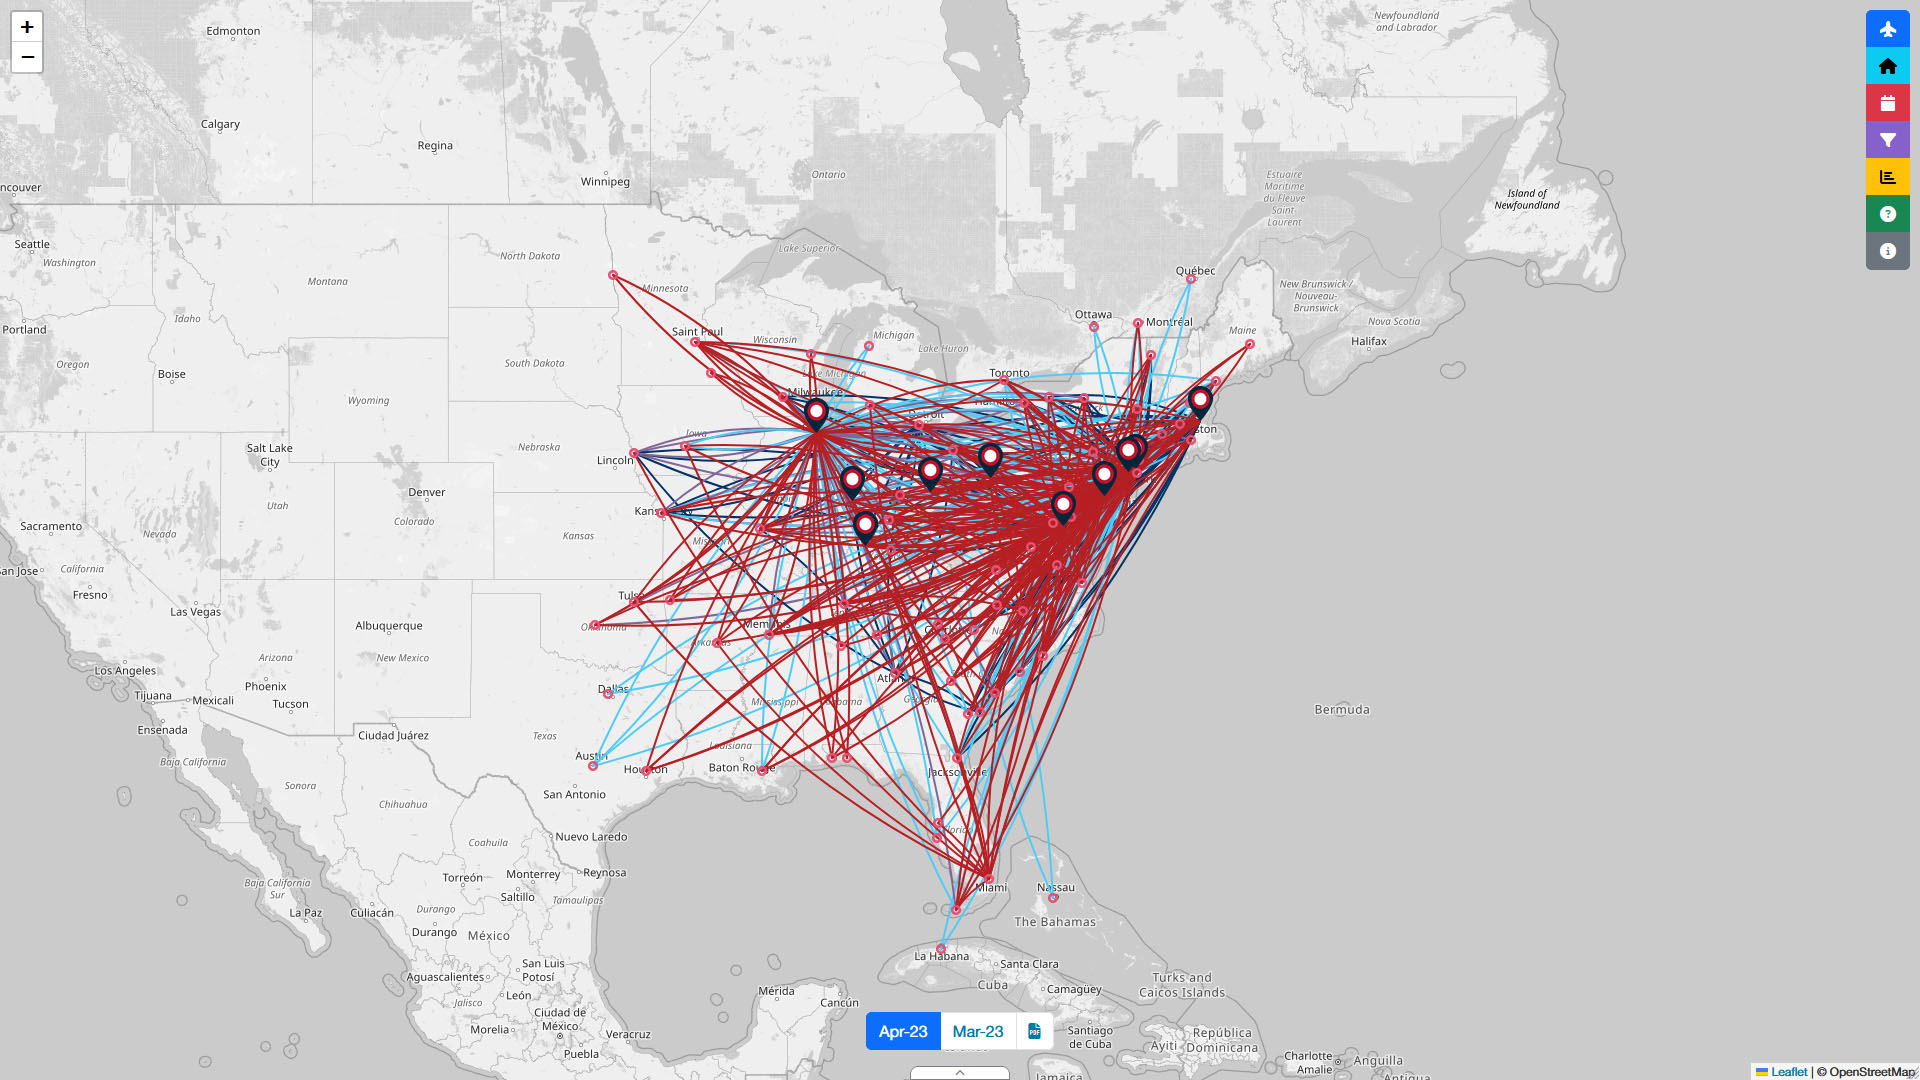 +
−
Edmonton
Newfoundland
and Labrador
Calgary
Regina
Winnipeg
ncouver
Ontario
Estuaire
Maritime
du Fleuve
Saint-
Laurent
Island of
Newfoundland
Seattle
Washington
Lake Superior
North Dakota
Québec
Montana
Minnesota
New Brunswick /
Nouveau-
Brunswick
Idaho
Ottawa
Montréal
Nova Scotia
Portland
Saint Paul
Wisconsin
Michigan
Maine
Halifax
Lake Huron
Oregon
South Dakota
Boise
Lake Michigan
Toronto
Milwaukee
Wyoming
Detroit
ston
Iowa
Salt Lake
City
Nebraska
Lincoln
Denver
Colorado
Utah
Kans
Sacramento
Nevada
Kansas
San Jose
California
Fresno
Las Vegas
Tulsa
Albuquerque
Oklahoma
Memphis
Arkansas
Charlotte
New Mexico
Arizona
Los Angeles
Phoenix
Atlanta
Tijuana
Mexicali
Tucson
Dallas
Mississippi
Georgia
Bermuda
Ensenada
Ciudad Juárez
Texas
Louisiana
Baja California
Austin
Houston
Baton Rouge
Jacksonville
Sonora
San Antonio
Chihuahua
Nuevo Laredo
Florida
Coahuila
Monterrey
Reynosa
Torreón
Baja California
Sur
Saltillo
Tamaulipas
Miami
Nassau
La Paz
Culiacán
Durango
The Bahamas
Durango
México
La Habana
Santa Clara
San Luis
Potosí
Aguascalientes
Cuba
Camagüey
Turks and
Caicos Islands
León
Jalisco
Mérida
Cancún
Ciudad de
México
Morelia
Veracruz
Apr-23
Mar-23
PDF
Santiago
de Cuba
Ayiti
República
Dominicana
Puebla
Charlotte
Amalie
Anguilla
Jamaica
Antigua
Leaflet | © OpenStreetMap